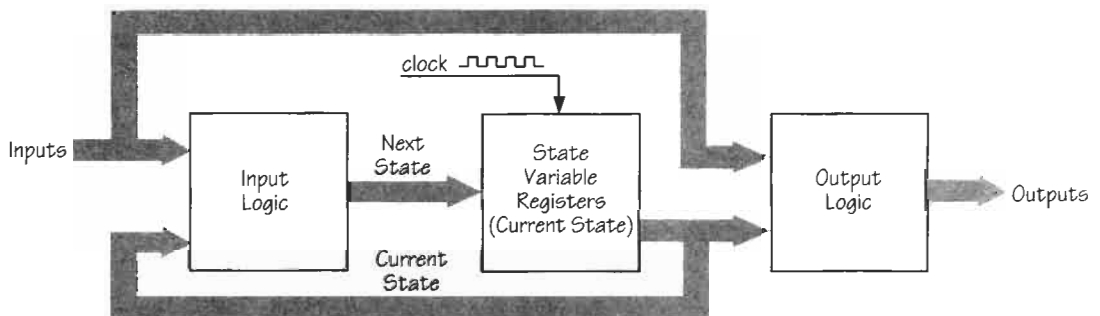 clock
Inputs
Input
Logic
Next
State
State
Variable
Registers
(Current State)
Output
Logic
Outputs
Current
State